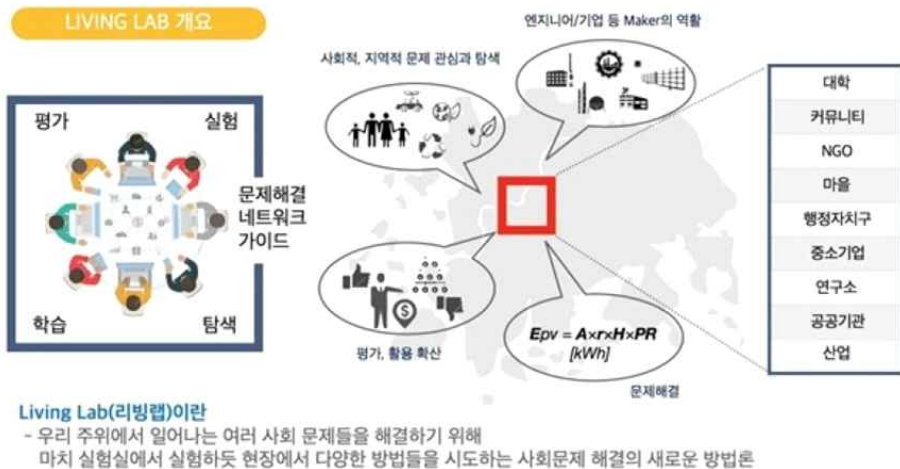 LIVING LAB 개요
엔지니어/기업 등 Maker의 역활
사회적, 지역적 문제 관심과 탐색
평가
실험
문제해결
네트워크
가이드
학습
탐색
평가, 활용 확산
Epv = A×r×H×PR
[kWh]
문제해결
대학
커뮤니티
NGO
마을
행정자치구
중소기업
연구소
공공기관
산업
Living Lab(리빙랩)이란
- 우리 주위에서 일어나는 여러 사회 문제들을 해결하기 위해
마치 실험실에서 실험하듯 현장에서 다양한 방법들을 시도하는 사회문제 해결의 새로운 방법론